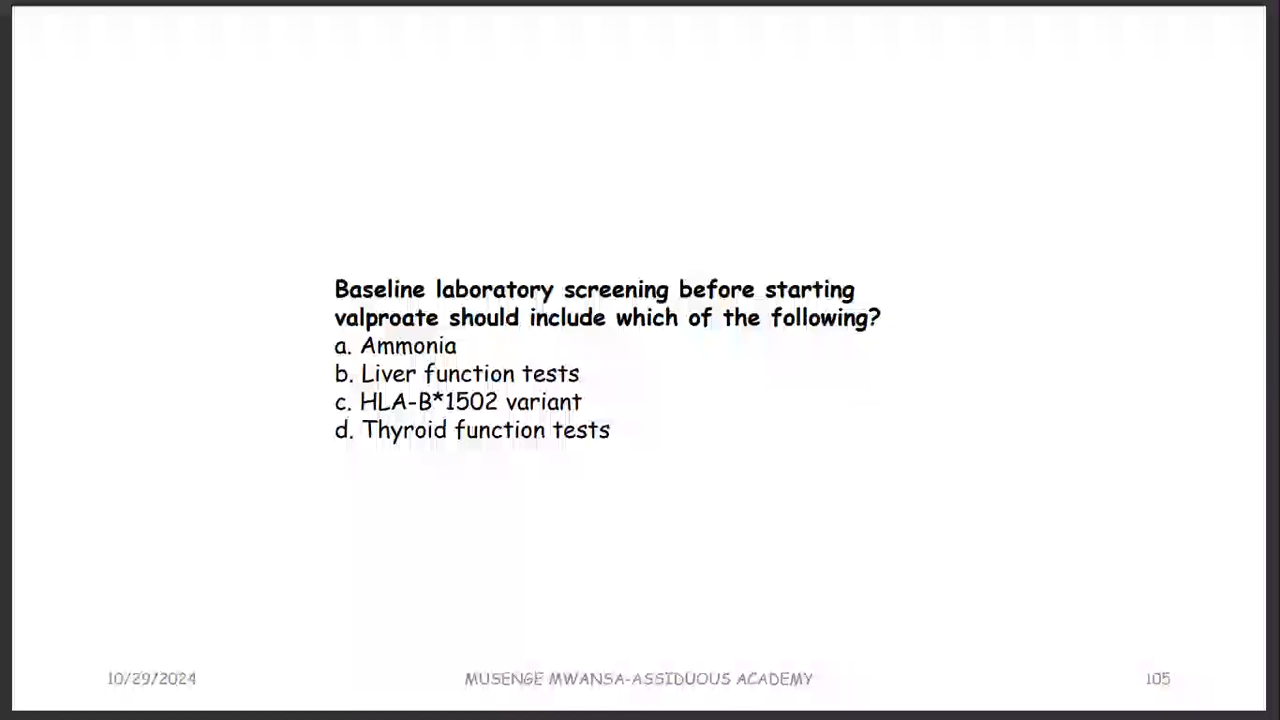 Baseline laboratory screening before starting
valproate should include which of the following?
a. Ammonia
b. Liver function tests
c. HLA-B*1502 variant
d. Thyroid function tests
10/29/2024
MUSENGE MWANSA-ASSIDUOUS ACADEMY
105